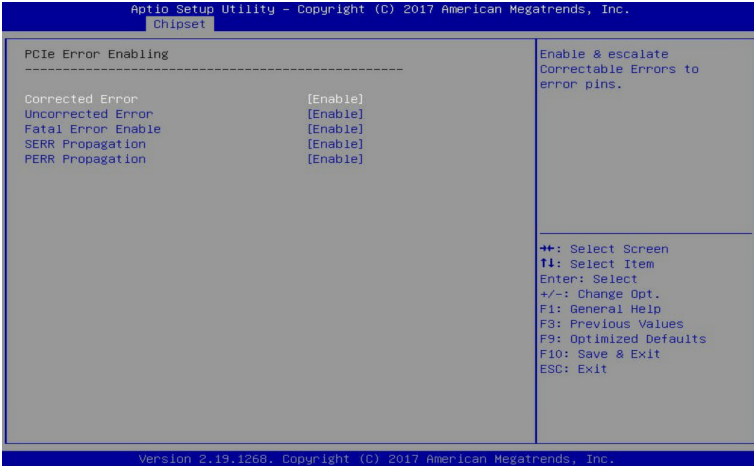 Aptio Setup Utility – Copyright (C) 2017 American Megatrends, Inc.
Chipset
PCIe Error Enabling
--------------------------------------------------
Corrected Error [Enable]
Uncorrected Error [Enable]
Fatal Error Enable [Enable]
SERR Propagation [Enable]
PERR Propagation [Enable]
Enable & escalate
Correctable Errors to
error pins.
→←: Select Screen
↑↓: Select Item
Enter: Select
+/-: Change Opt.
F1: General Help
F3: Previous Values
F9: Optimized Defaults
F10: Save & Exit
ESC: Exit
Version 2.19.1268. Copyright (C) 2017 American Megatrends, Inc.